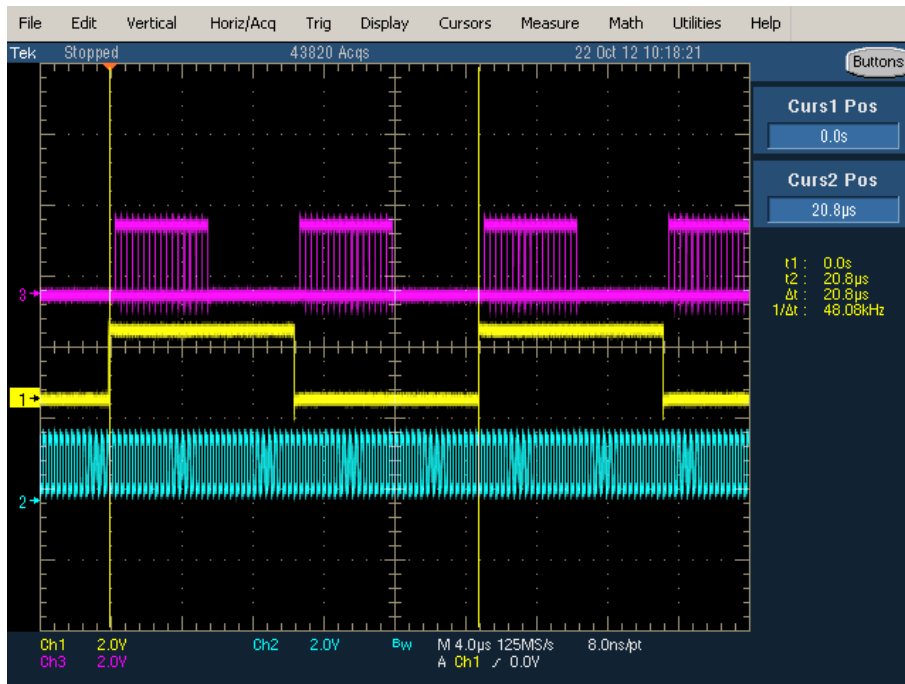 File Edit Vertical Horiz/Acq Trig Display Cursors Measure Math Utilities Help
Tek Stopped 43820 Acqs 22 Oct 12 10:18:21
Buttons
Curs1 Pos
0.0s
Curs2 Pos
20.8µs
t1 : 0.0s
t2 : 20.8µs
Δt : 20.8µs
1/Δt : 48.08kHz
3
1
2
Ch1 2.0V Ch2 2.0V BW M 4.0µs 125MS/s 8.0ns/pt
Ch3 2.0V A Ch1 / 0.0V